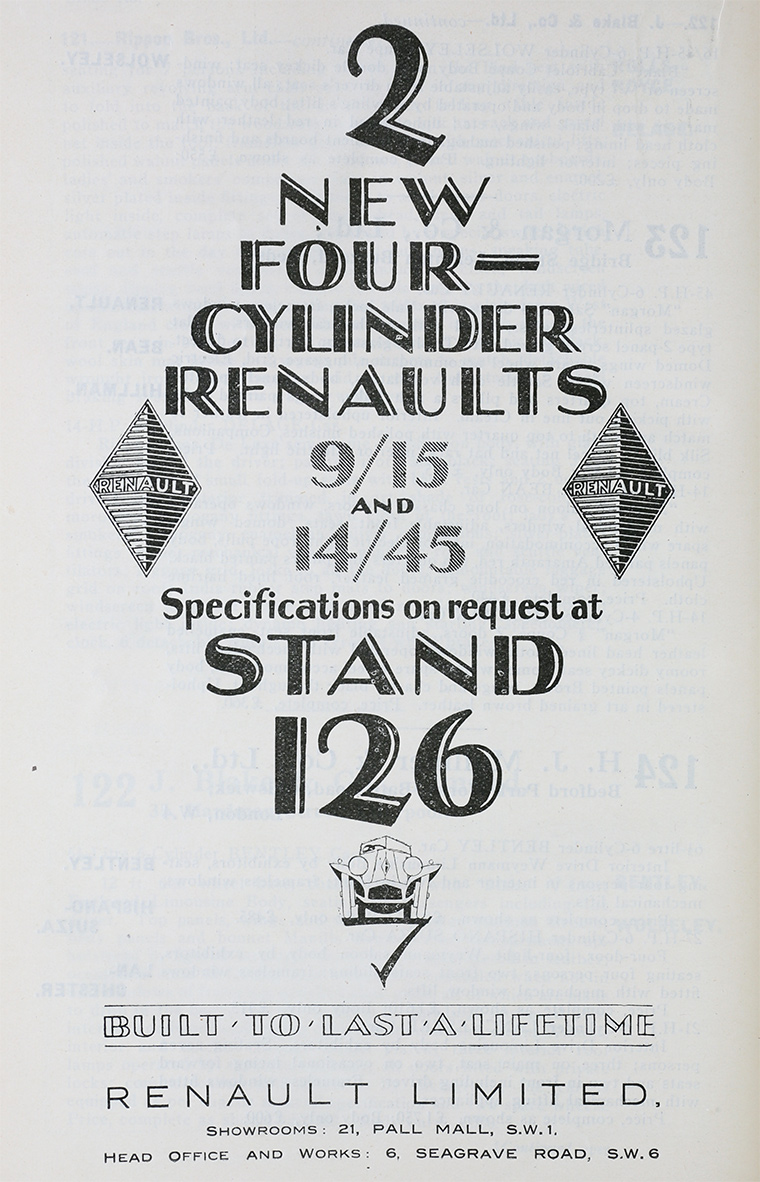 2
NEW
FOUR—
CYLINDER
RENAULTS
RENAULT
9/15
RENAULT
AND
14/45
Specifications on request at
STAND
126
BUILT · TO · LAST · A · LIFETIME
RENAULT LIMITED,
SHOWROOMS: 21, PALL MALL, S.W.1,
HEAD OFFICE AND WORKS: 6, SEAGRAVE ROAD, S.W.6